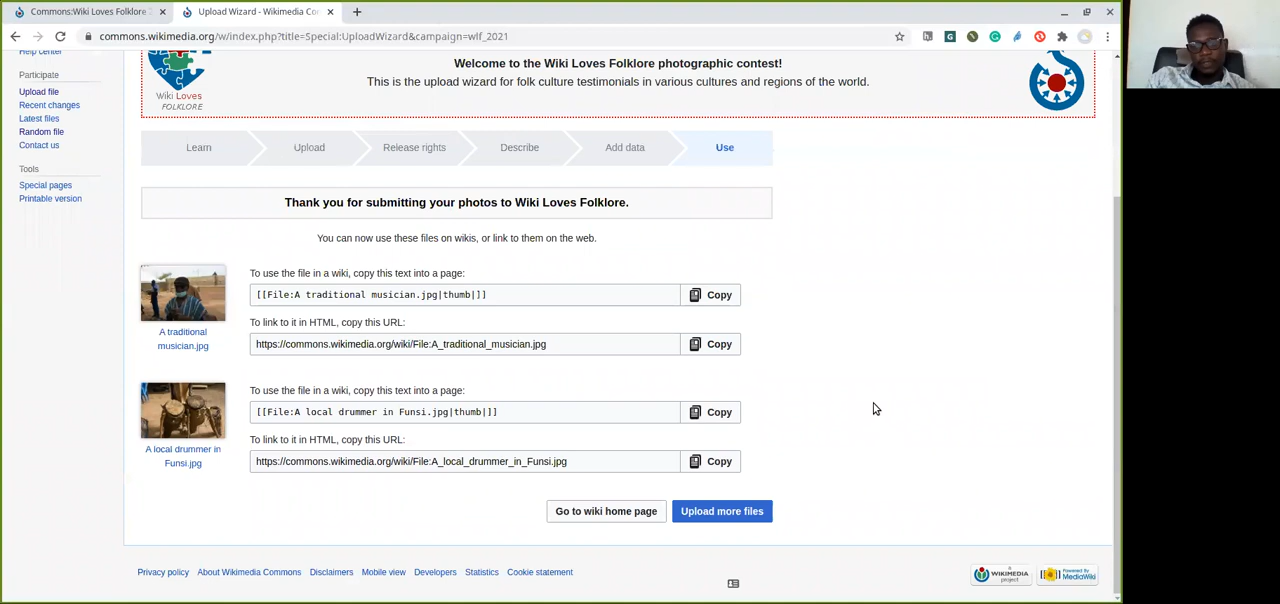 Commons:Wiki Loves Folklore 2
Upload Wizard - Wikimedia Co
commons.wikimedia.org/w/index.php?title=Special:UploadWizard&campaign=wlf_2021
Help center
Participate
Upload file
Recent changes
Latest files
Random file
Contact us
Tools
Special pages
Printable version
Wiki Loves
FOLKLORE
Welcome to the Wiki Loves Folklore photographic contest!
This is the upload wizard for folk culture testimonials in various cultures and regions of the world.
Learn
Upload
Release rights
Describe
Add data
Use
Thank you for submitting your photos to Wiki Loves Folklore.
You can now use these files on wikis, or link to them on the web.
A traditional
musician.jpg
To use the file in a wiki, copy this text into a page:
[[File:A traditional musician.jpg|thumb|]]
Copy
To link to it in HTML, copy this URL:
https://commons.wikimedia.org/wiki/File:A_traditional_musician.jpg
Copy
A local drummer in
Funsi.jpg
To use the file in a wiki, copy this text into a page:
[[File:A local drummer in Funsi.jpg|thumb|]]
Copy
To link to it in HTML, copy this URL:
https://commons.wikimedia.org/wiki/File:A_local_drummer_in_Funsi.jpg
Copy
Go to wiki home page
Upload more files
Privacy policy
About Wikimedia Commons
Disclaimers
Mobile view
Developers
Statistics
Cookie statement
A
WIKIMEDIA
project
Powered By
MediaWiki